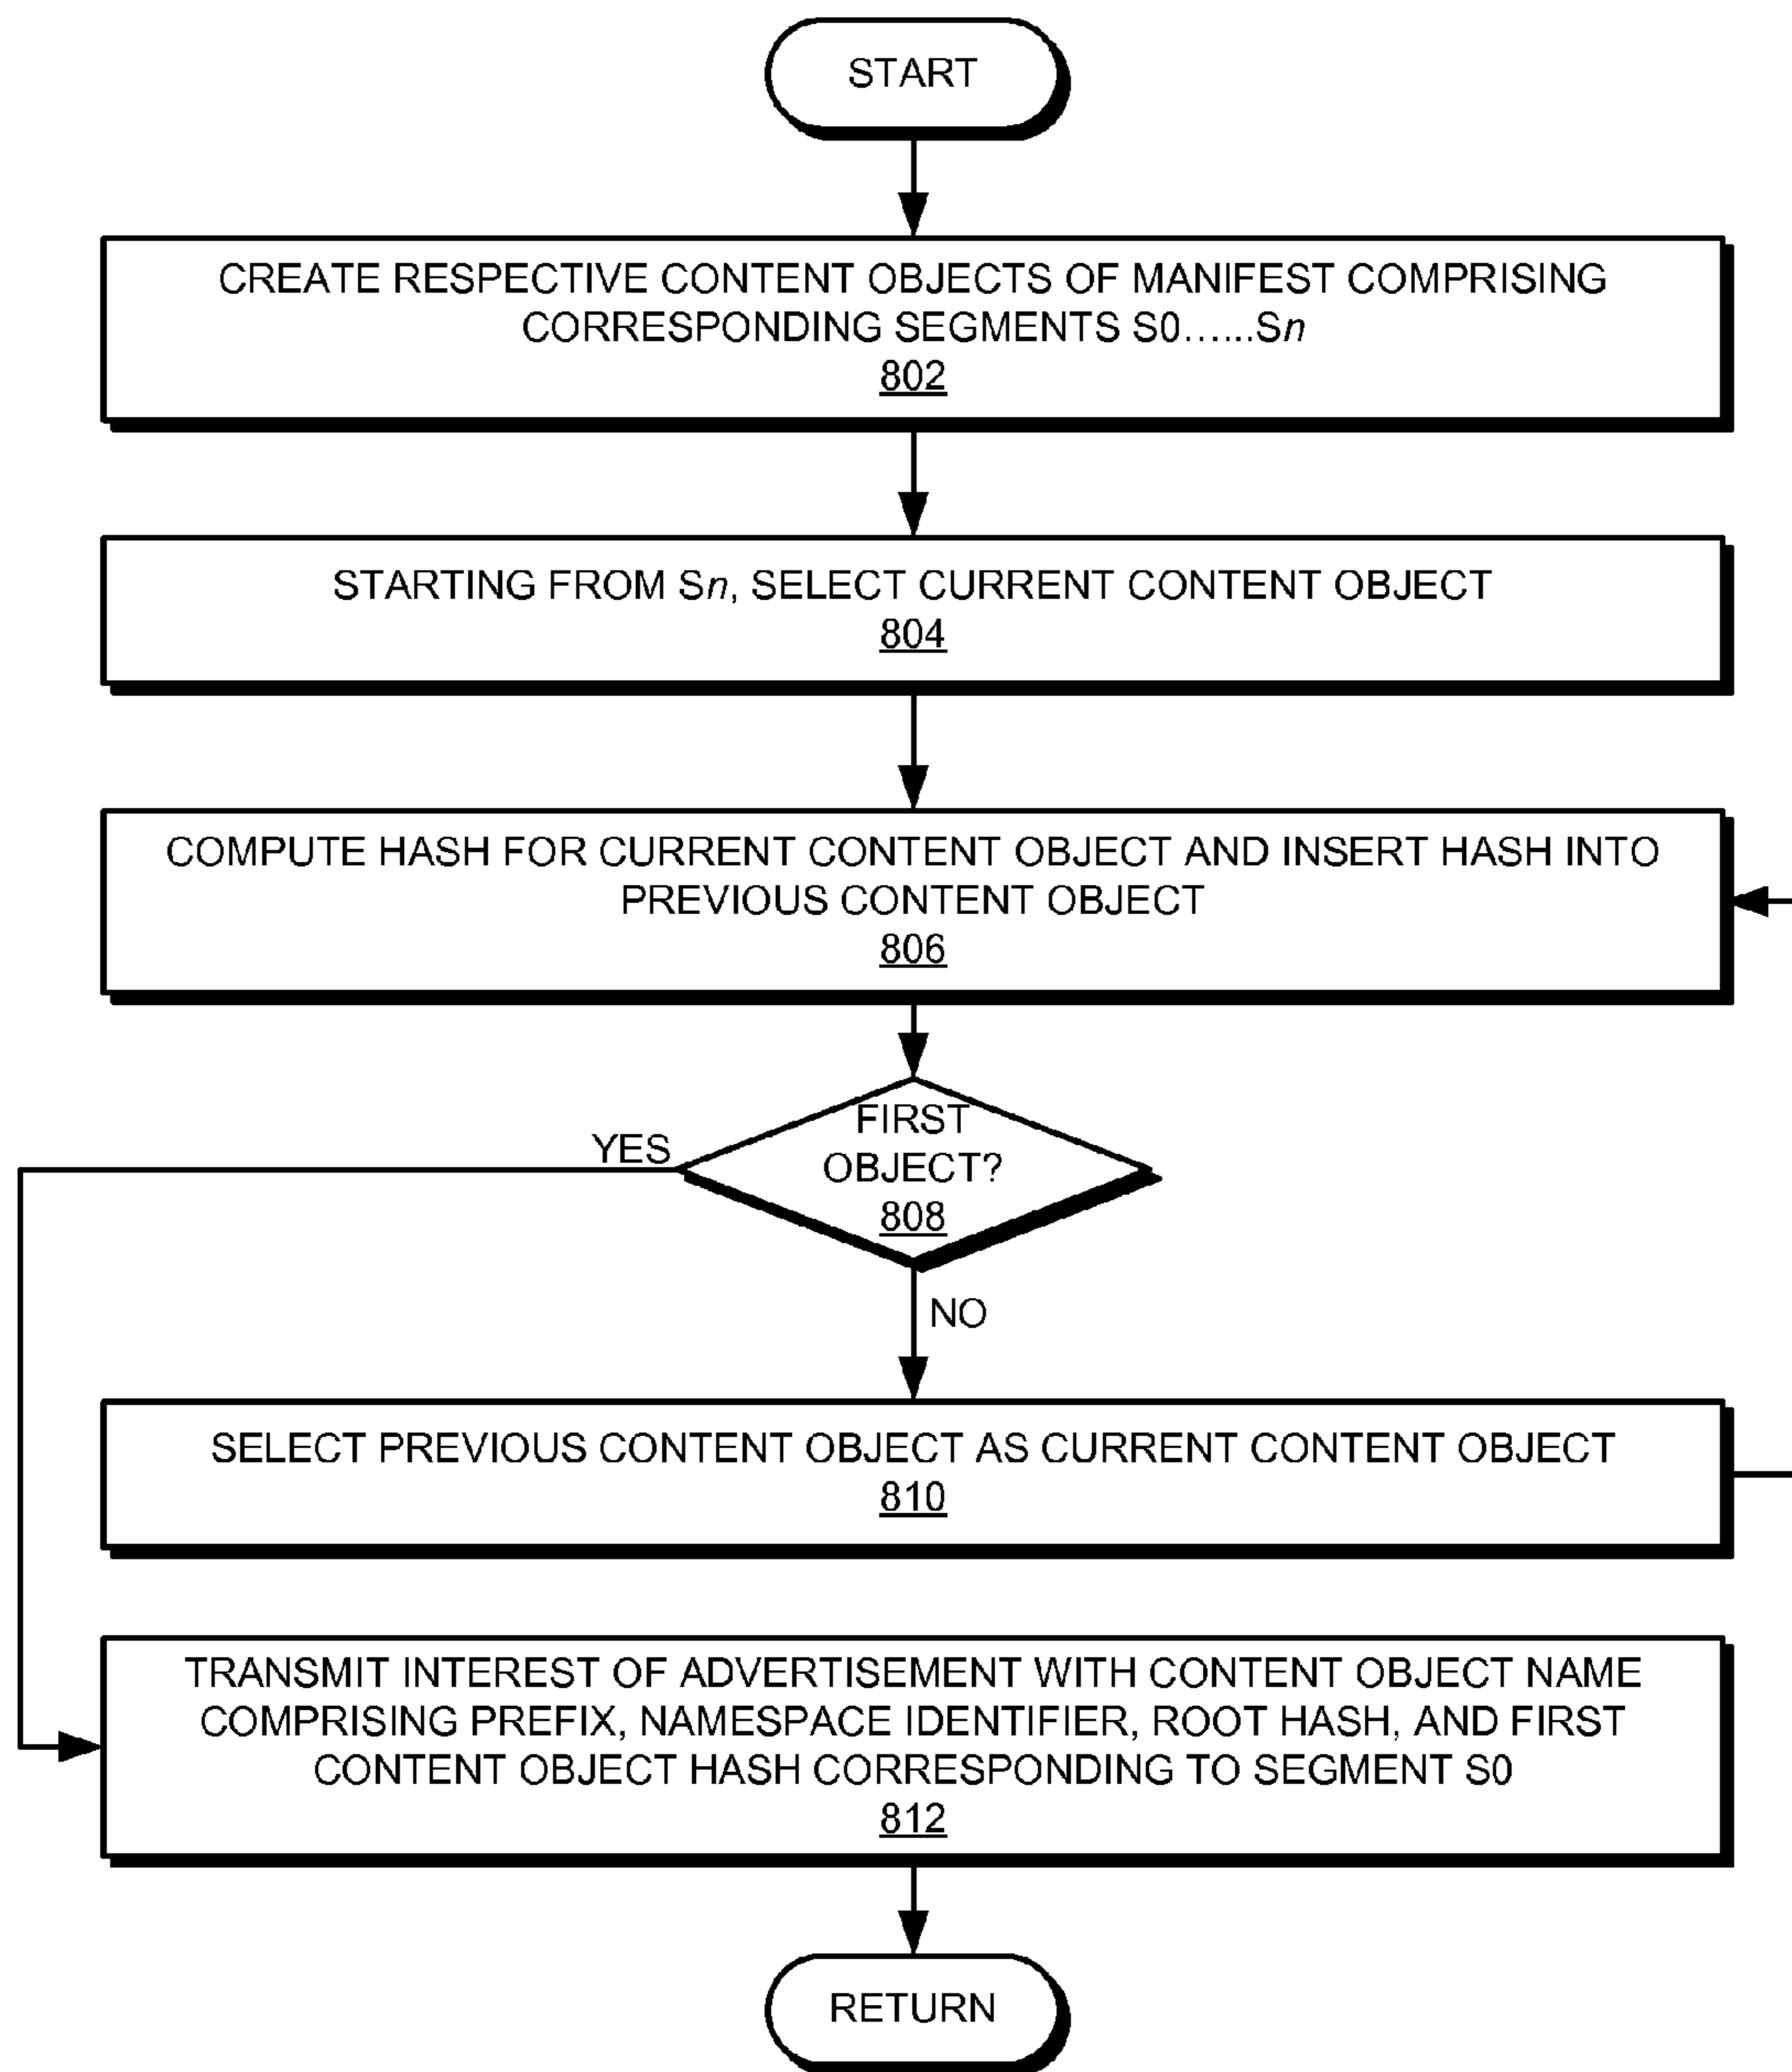 START
CREATE RESPECTIVE CONTENT OBJECTS OF MANIFEST COMPRISING
CORRESPONDING SEGMENTS S0......Sn
802
STARTING FROM Sn, SELECT CURRENT CONTENT OBJECT
804
COMPUTE HASH FOR CURRENT CONTENT OBJECT AND INSERT HASH INTO
PREVIOUS CONTENT OBJECT
806
FIRST
OBJECT?
808
YES
NO
SELECT PREVIOUS CONTENT OBJECT AS CURRENT CONTENT OBJECT
810
TRANSMIT INTEREST OF ADVERTISEMENT WITH CONTENT OBJECT NAME
COMPRISING PREFIX, NAMESPACE IDENTIFIER, ROOT HASH, AND FIRST
CONTENT OBJECT HASH CORRESPONDING TO SEGMENT S0
812
RETURN